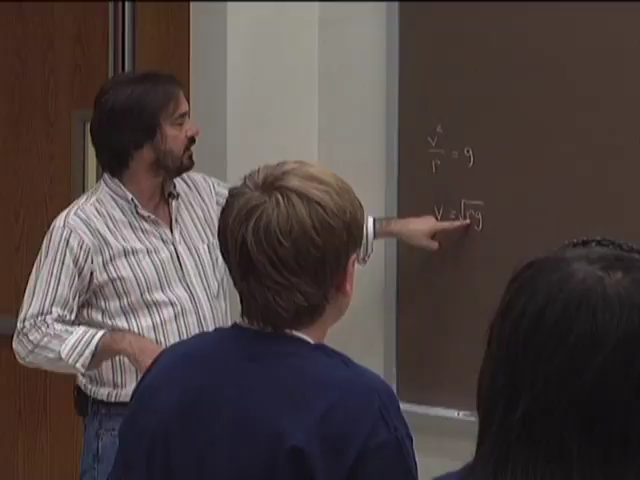 v²/r = g
v = √rg